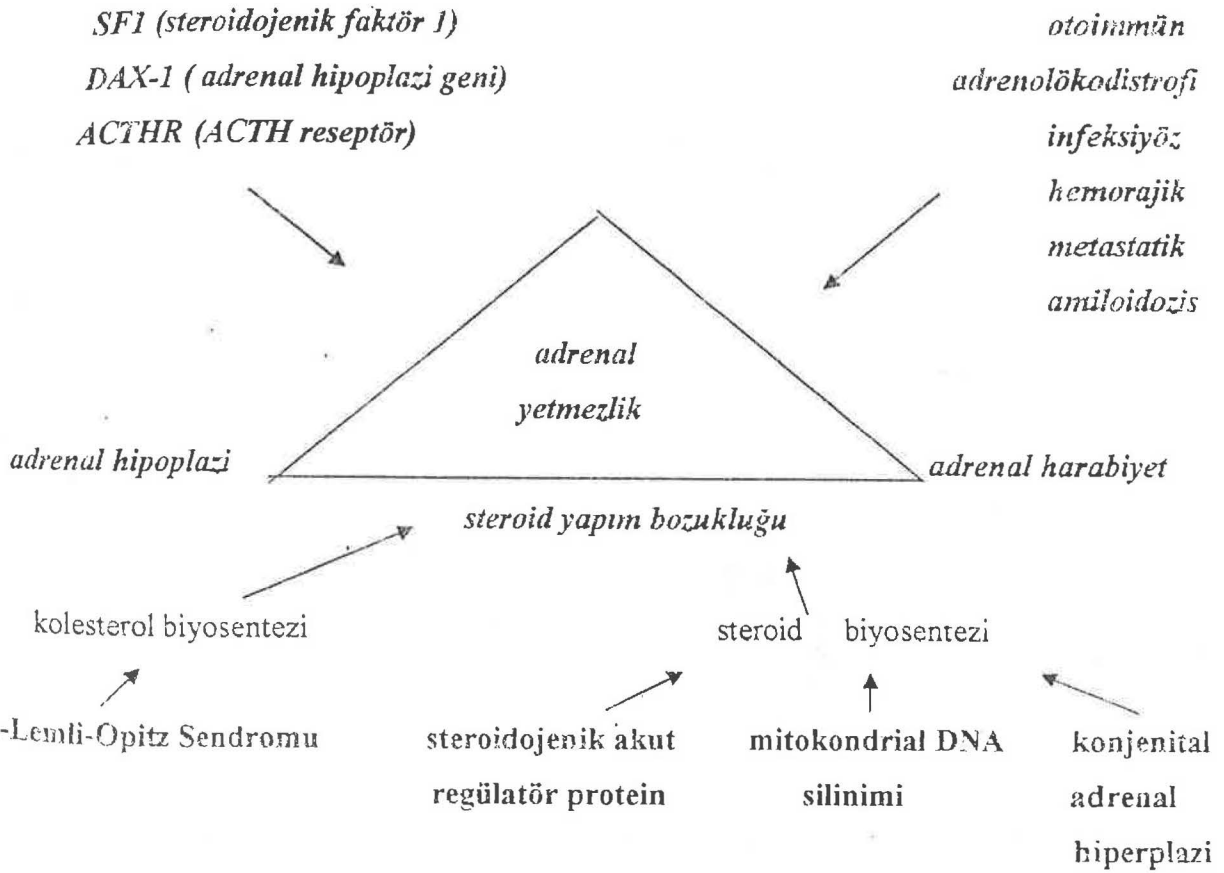 SF1 (steroidojenik faktör 1)
DAX-1 ( adrenal hipoplazi geni)
ACTHR (ACTH reseptör)
otoimmün
adrenolökodistrofi
infeksiyöz
hemorajik
metastatik
amiloidozis
adrenal
yetmezlik
adrenal hipoplazi
adrenal harabiyet
steroid yapım bozukluğu
kolesterol biyosentezi
steroid biyosentezi
-Lemli-Opitz Sendromu
steroidojenik akut
regülatör protein
mitokondrial DNA
silinimi
konjenital
adrenal
hiperplazi